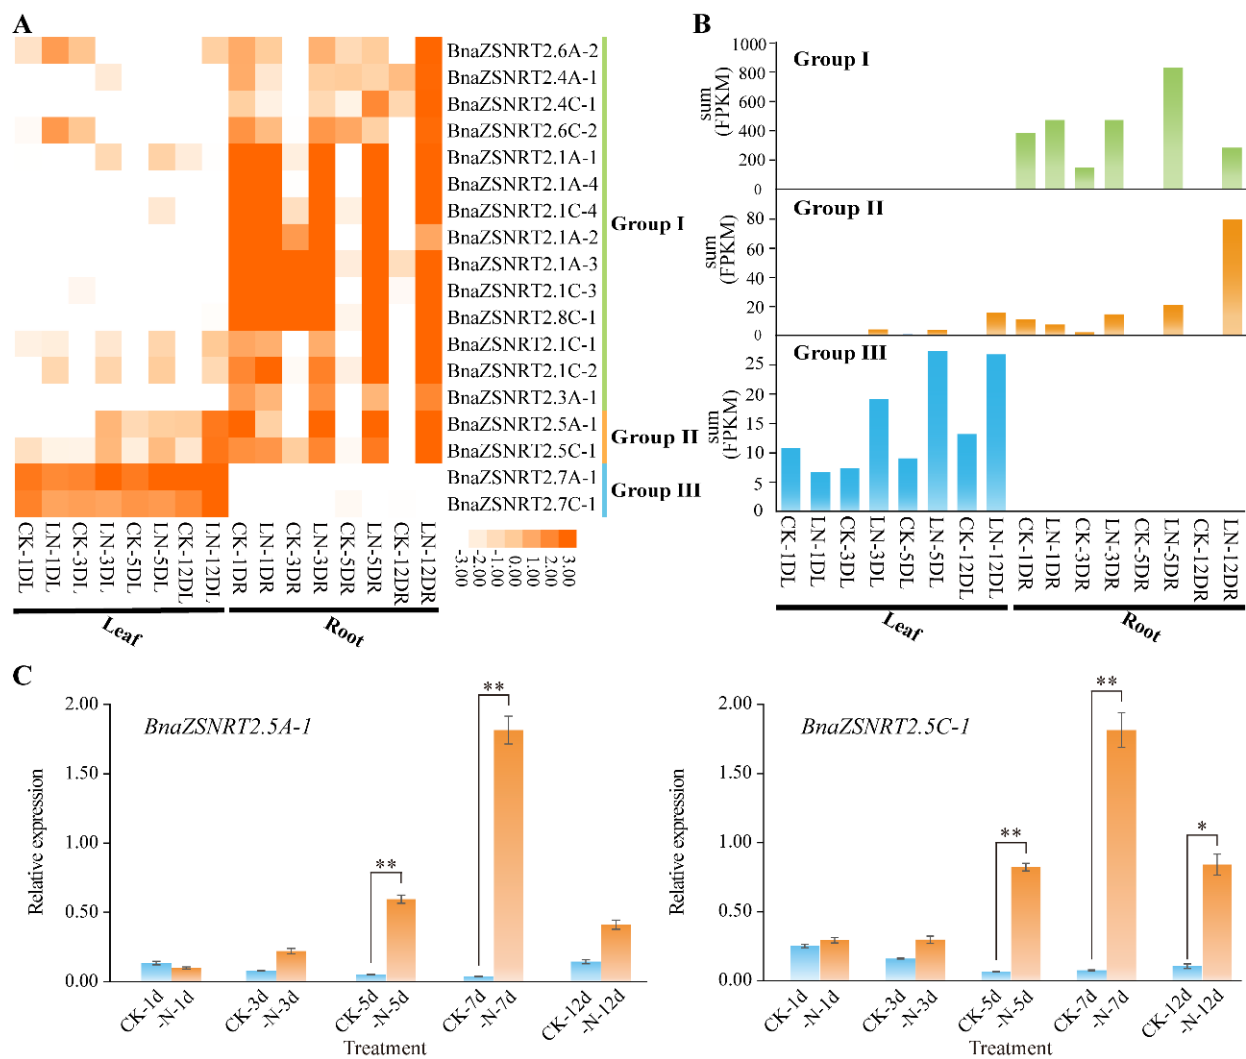 A
BnaZSNRT2.6A-2
BnaZSNRT2.4A-1
BnaZSNRT2.4C-1
BnaZSNRT2.6C-2
BnaZSNRT2.1A-1
BnaZSNRT2.1A-4
BnaZSNRT2.1C-4
BnaZSNRT2.1A-2
BnaZSNRT2.1A-3
BnaZSNRT2.1C-3
BnaZSNRT2.8C-1
BnaZSNRT2.1C-1
BnaZSNRT2.1C-2
BnaZSNRT2.3A-1
BnaZSNRT2.5A-1
BnaZSNRT2.5C-1
BnaZSNRT2.7A-1
BnaZSNRT2.7C-1
Group I
Group II
Group III
CK-1DL
LN-1DL
CK-3DL
LN-3DL
CK-5DL
LN-5DL
CK-12DL
LN-12DL
CK-1DR
LN-1DR
CK-3DR
LN-3DR
CK-5DR
LN-5DR
CK-12DR
LN-12DR
Leaf
Root
-3.00
-2.00
-1.00
0.00
1.00
2.00
3.00
B
sum
(FPKM)
1000
800
600
400
200
0
Group I
sum
(FPKM)
80
60
40
20
0
Group II
sum
(FPKM)
25
20
15
10
5
0
Group III
CK-1DL
LN-1DL
CK-3DL
LN-3DL
CK-5DL
LN-5DL
CK-12DL
LN-12DL
CK-1DR
LN-1DR
CK-3DR
LN-3DR
CK-5DR
LN-5DR
CK-12DR
LN-12DR
Leaf
Root
C
Relative expression
2.00
1.50
1.00
0.50
0.00
BnaZSNRT2.5A-1
**
**
CK-1d
-N-1d
CK-3d
-N-3d
CK-5d
-N-5d
CK-7d
-N-7d
CK-12d
-N-12d
Treatment
Relative expression
2.00
1.50
1.00
0.50
0.00
BnaZSNRT2.5C-1
**
**
*
CK-1d
-N-1d
CK-3d
-N-3d
CK-5d
-N-5d
CK-7d
-N-7d
CK-12d
-N-12d
Treatment